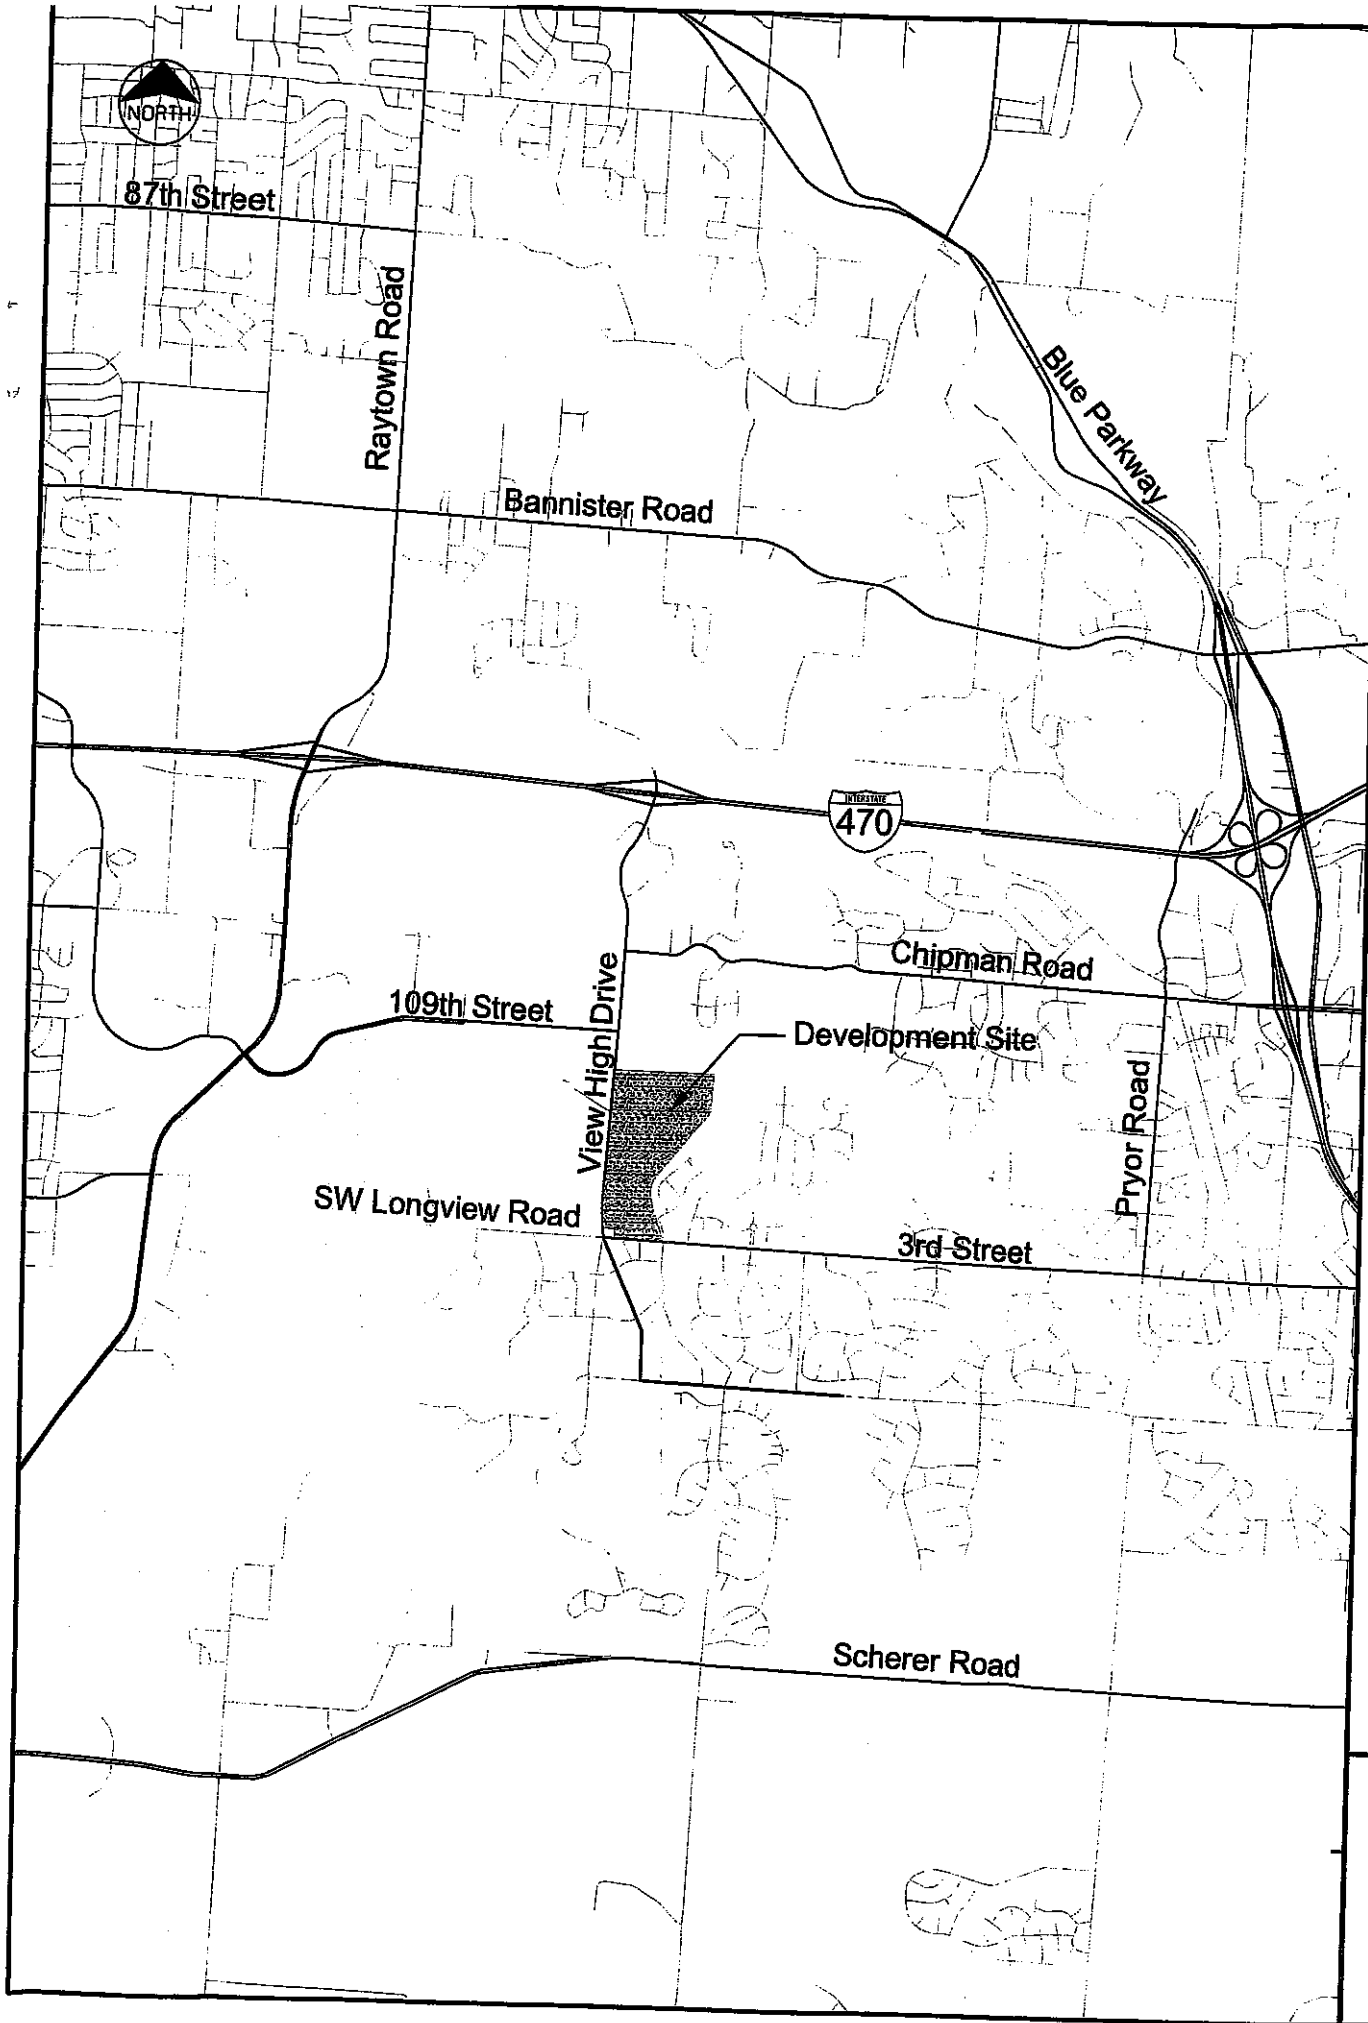 NORTH
87th Street
Raytown Road
Blue Parkway
Bannister Road
INTERSTATE
470
Chipman Road
109th Street
View High Drive
Development Site
Pryor Road
SW Longview Road
3rd Street
Scherer Road